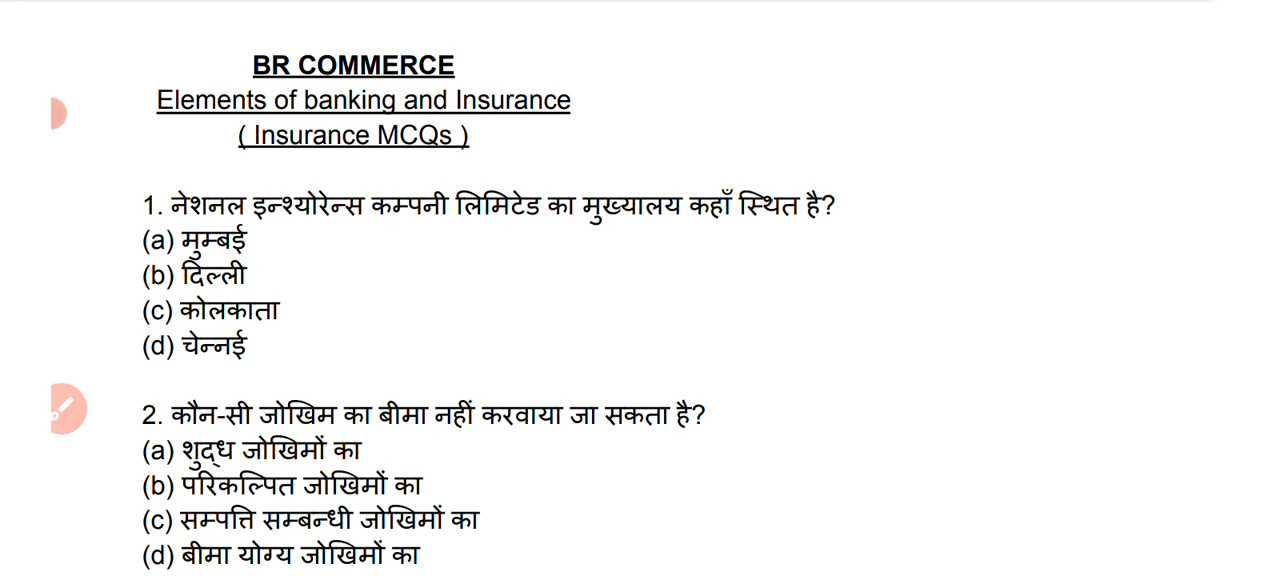 BR COMMERCE
Elements of banking and Insurance
( Insurance MCQs )
1. नेशनल इन्श्योरेन्स कम्पनी लिमिटेड का मुख्यालय कहाँ स्थित है?
(a) मुम्बई
(b) दिल्ली
(c) कोलकाता
(d) चेन्नई
2. कौन-सी जोखिम का बीमा नहीं करवाया जा सकता है?
(a) शुद्ध जोखिमों का
(b) परिकल्पित जोखिमों का
(c) सम्पत्ति सम्बन्धी जोखिमों का
(d) बीमा योग्य जोखिमों का